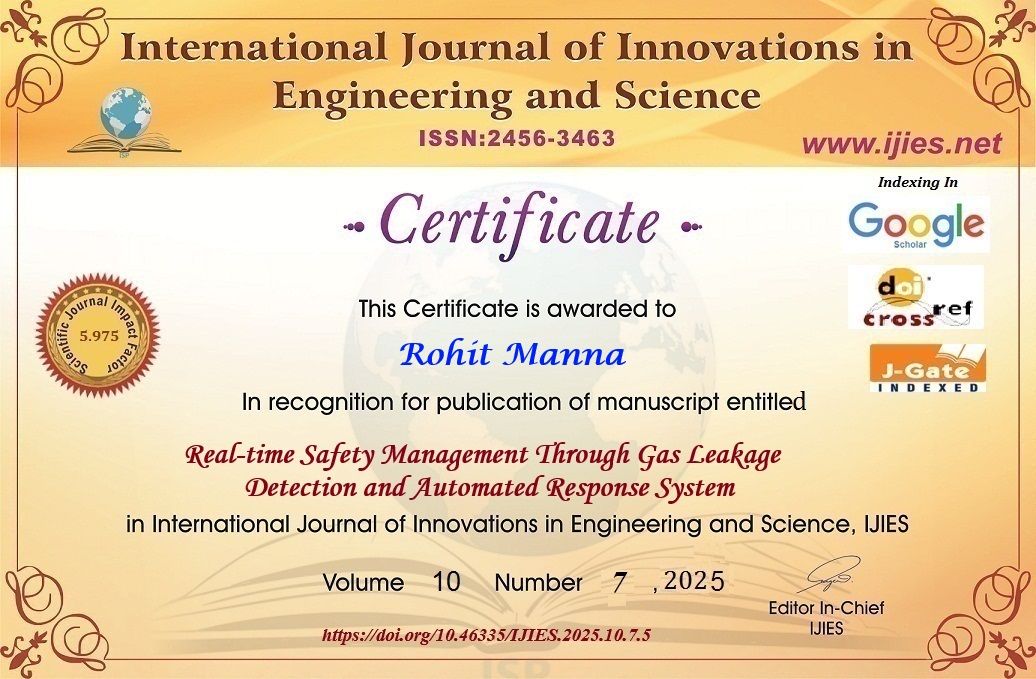 International Journal of Innovations in
Engineering and Science
ISSN:2456-3463
www.ijies.net
ISP
Indexing In
Google
Scholar
doi
cross ref
J-Gate
INDEXED
Certificate
Scientific Journal Impact Factor
5.975
This Certificate is awarded to
Rohit Manna
In recognition for publication of manuscript entitled
Real-time Safety Management Through Gas Leakage
Detection and Automated Response System
in International Journal of Innovations in Engineering and Science, IJIES
Volume 10 Number 7 , 2025
Editor In-Chief
IJIES
https://doi.org/10.46335/IJIES.2025.10.7.5
ISP